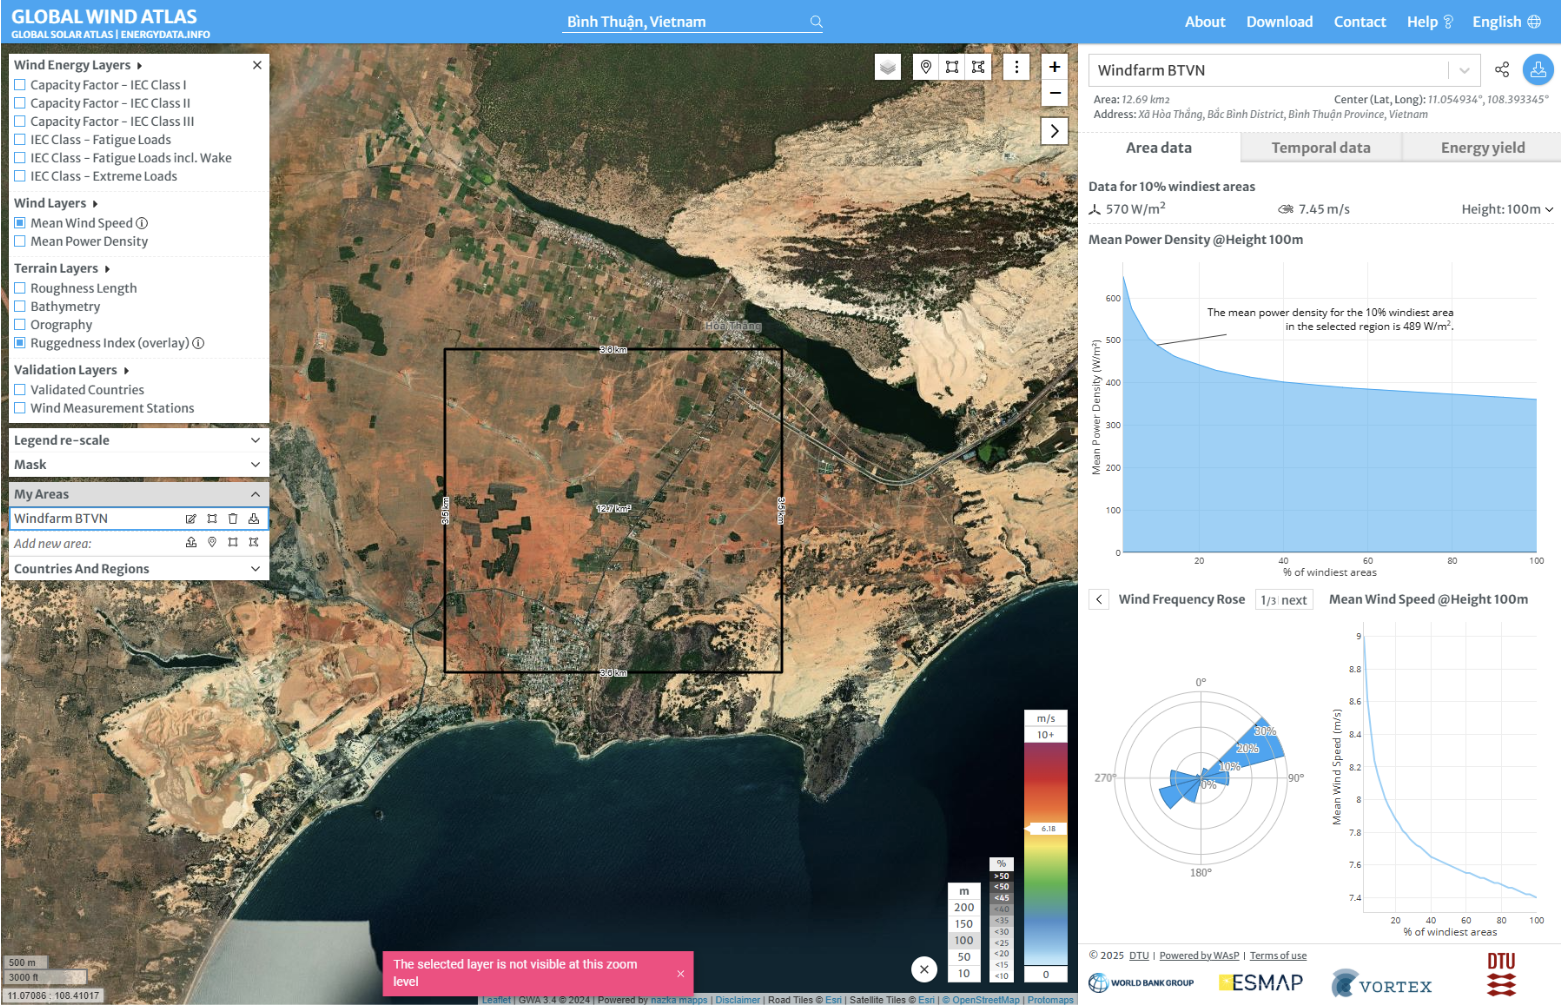 GLOBAL WIND ATLAS
GLOBAL SOLAR ATLAS | ENERGYDATA.INFO
Bình Thuận, Vietnam
About
Download
Contact
Help
English
Wind Energy Layers
Capacity Factor - IEC Class I
Capacity Factor - IEC Class II
Capacity Factor - IEC Class III
IEC Class - Fatigue Loads
IEC Class - Fatigue Loads incl. Wake
IEC Class - Extreme Loads
Wind Layers
Mean Wind Speed
Mean Power Density
Terrain Layers
Roughness Length
Bathymetry
Orography
Ruggedness Index (overlay)
Validation Layers
Validated Countries
Wind Measurement Stations
Legend re-scale
Mask
My Areas
Windfarm BTVN
Add new area:
Countries And Regions
Hòa Thắng
3.6 km
3.5 km
12.7 km²
3.5 km
3.6 km
500 m
3000 ft
11.07086 : 108.41017
The selected layer is not visible at this zoom
level
m
200
150
100
50
10
%
>50
<50
<45
<40
<35
<30
<25
<20
<15
<10
m/s
10+
6.18
0
Leaflet | GWA 3.4 © 2024 | Powered by nazka mapps | Disclaimer | Road Tiles © Esri | Satellite Tiles © Esri | © OpenStreetMap | Protomaps
Windfarm BTVN
Area: 12.69 km2
Center (Lat, Long): 11.054934°, 108.393345°
Address: Xã Hòa Thắng, Bắc Bình District, Bình Thuận Province, Vietnam
Area data
Temporal data
Energy yield
Data for 10% windiest areas
570 W/m²
7.45 m/s
Height: 100m
Mean Power Density @Height 100m
Mean Power Density (W/m²)
600
500
400
300
200
100
0
The mean power density for the 10% windiest area
in the selected region is 489 W/m².
20
40
60
80
100
% of windiest areas
Wind Frequency Rose
1/3 next
0°
90°
180°
270°
30%
20%
10%
0%
Mean Wind Speed @Height 100m
Mean Wind Speed (m/s)
9
8.8
8.6
8.4
8.2
8
7.8
7.6
7.4
20
40
60
80
100
% of windiest areas
© 2025 DTU | Powered by WAsP | Terms of use
WORLD BANK GROUP
ESMAP
VORTEX
DTU